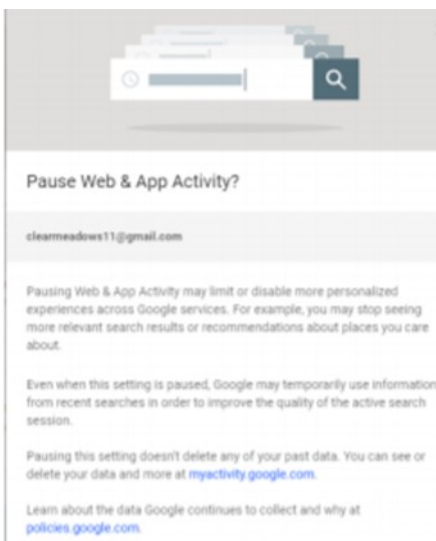 Pause Web & App Activity?
clearmeadows11@gmail.com
Pausing Web & App Activity may limit or disable more personalized
experiences across Google services. For example, you may stop seeing
more relevant search results or recommendations about places you care
about.
Even when this setting is paused, Google may temporarily use information
from recent searches in order to improve the quality of the active search
session.
Pausing this setting doesn't delete any of your past data. You can see or
delete your data and more at myactivity.google.com.
Learn about the data Google continues to collect and why at
policies.google.com.